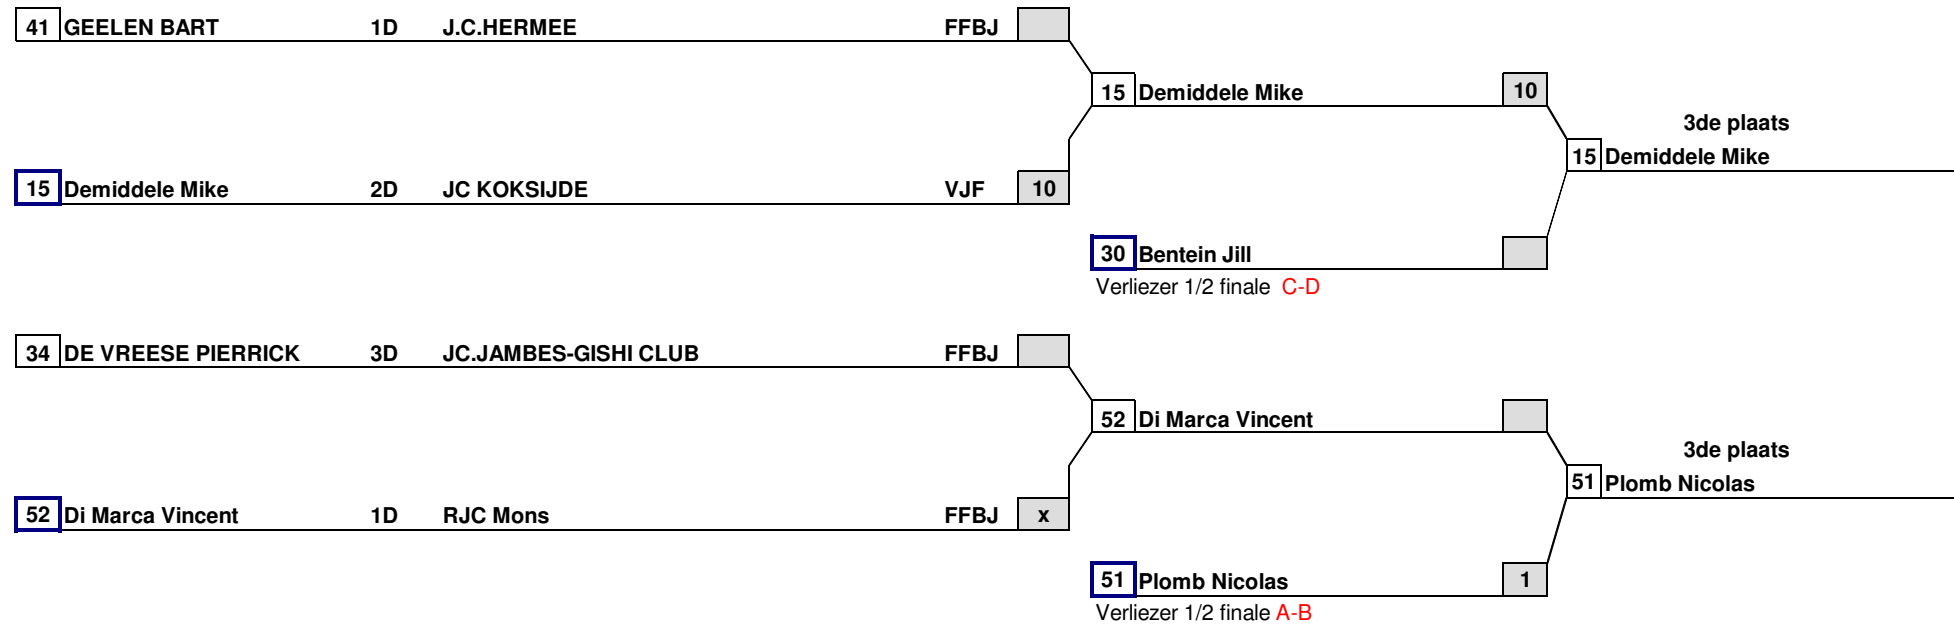 41 GEELEN BART 1D J.C.HERMEE FFBJ
15 Demiddele Mike 10
3de plaats
15 Demiddele Mike
15 Demiddele Mike 2D JC KOKSIJDE VJF 10
30 Bentein Jill
Verliezer 1/2 finale C-D
34 DE VREESE PIERRICK 3D JC.JAMBES-GISHI CLUB FFBJ
52 Di Marca Vincent
3de plaats
51 Plomb Nicolas
52 Di Marca Vincent 1D RJC Mons FFBJ x
51 Plomb Nicolas 1
Verliezer 1/2 finale A-B